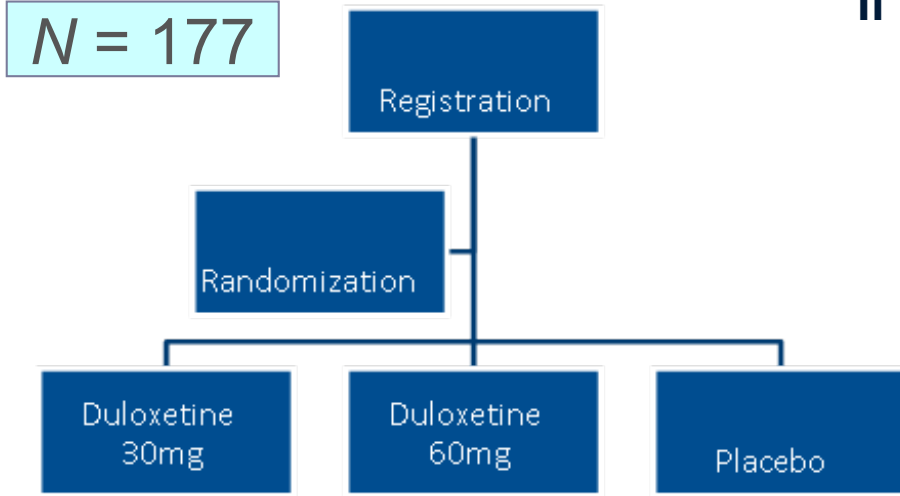 N = 177
Registration
Randomization
Duloxetine
30mg
Duloxetine
60mg
Placebo